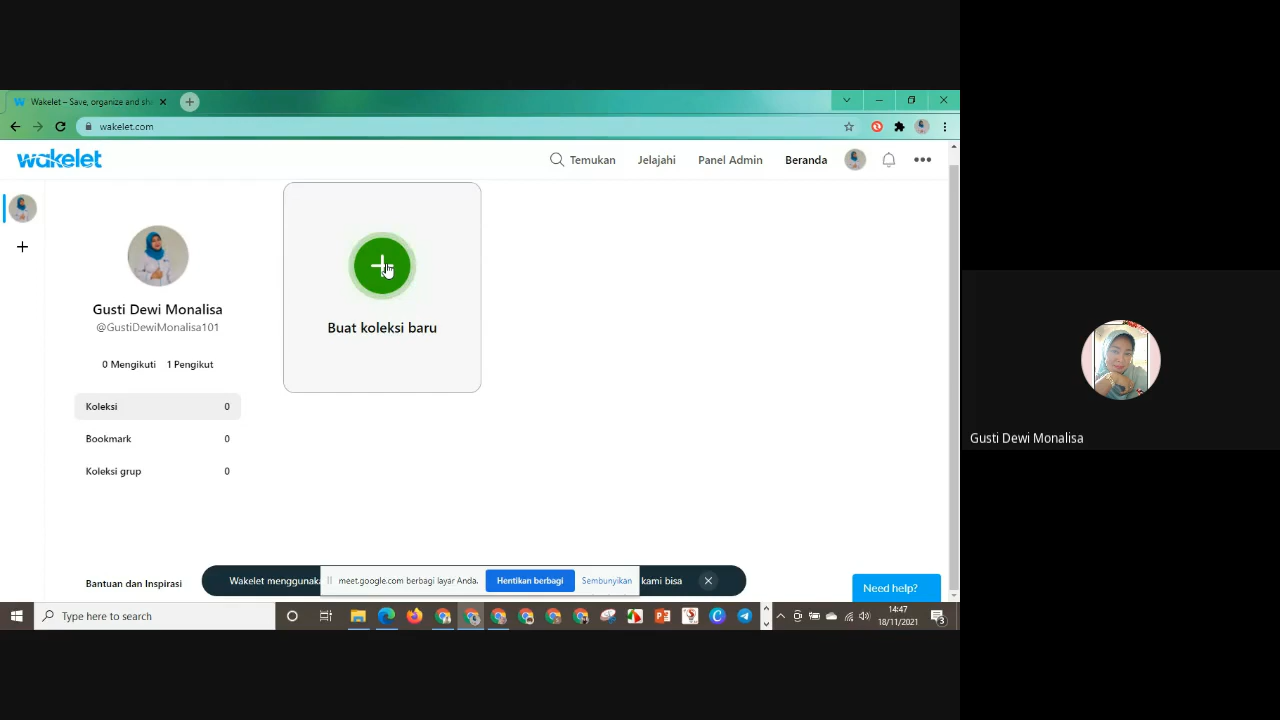 Wakelet – Save, organize and sh
wakelet.com
wakelet
Temukan
Jelajahi
Panel Admin
Beranda
Gusti Dewi Monalisa
@GustiDewiMonalisa101
0 Mengikuti 1 Pengikut
Koleksi 0
Bookmark 0
Koleksi grup 0
Buat koleksi baru
Bantuan dan Inspirasi
Wakelet menggunaka
meet.google.com berbagi layar Anda.
Hentikan berbagi
Sembunyikan
kami bisa
Need help?
Type here to search
14:47
18/11/2021
3
Gusti Dewi Monalisa